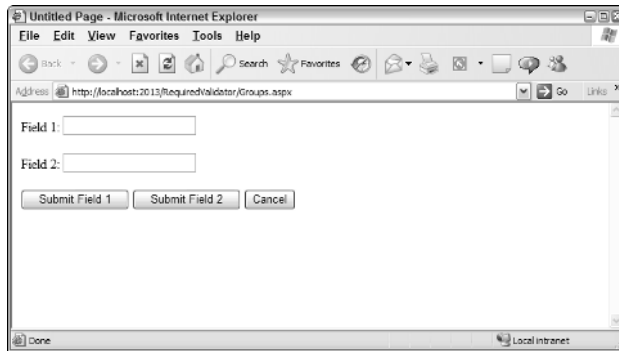 Untitled Page - Microsoft Internet Explorer
File Edit View Favorites Tools Help
Back Search Favorites
Address http://localhost:2013/RequiredValidator/Groups.aspx Go Links »
Field 1:
Field 2:
Submit Field 1 Submit Field 2 Cancel
Done Local intranet